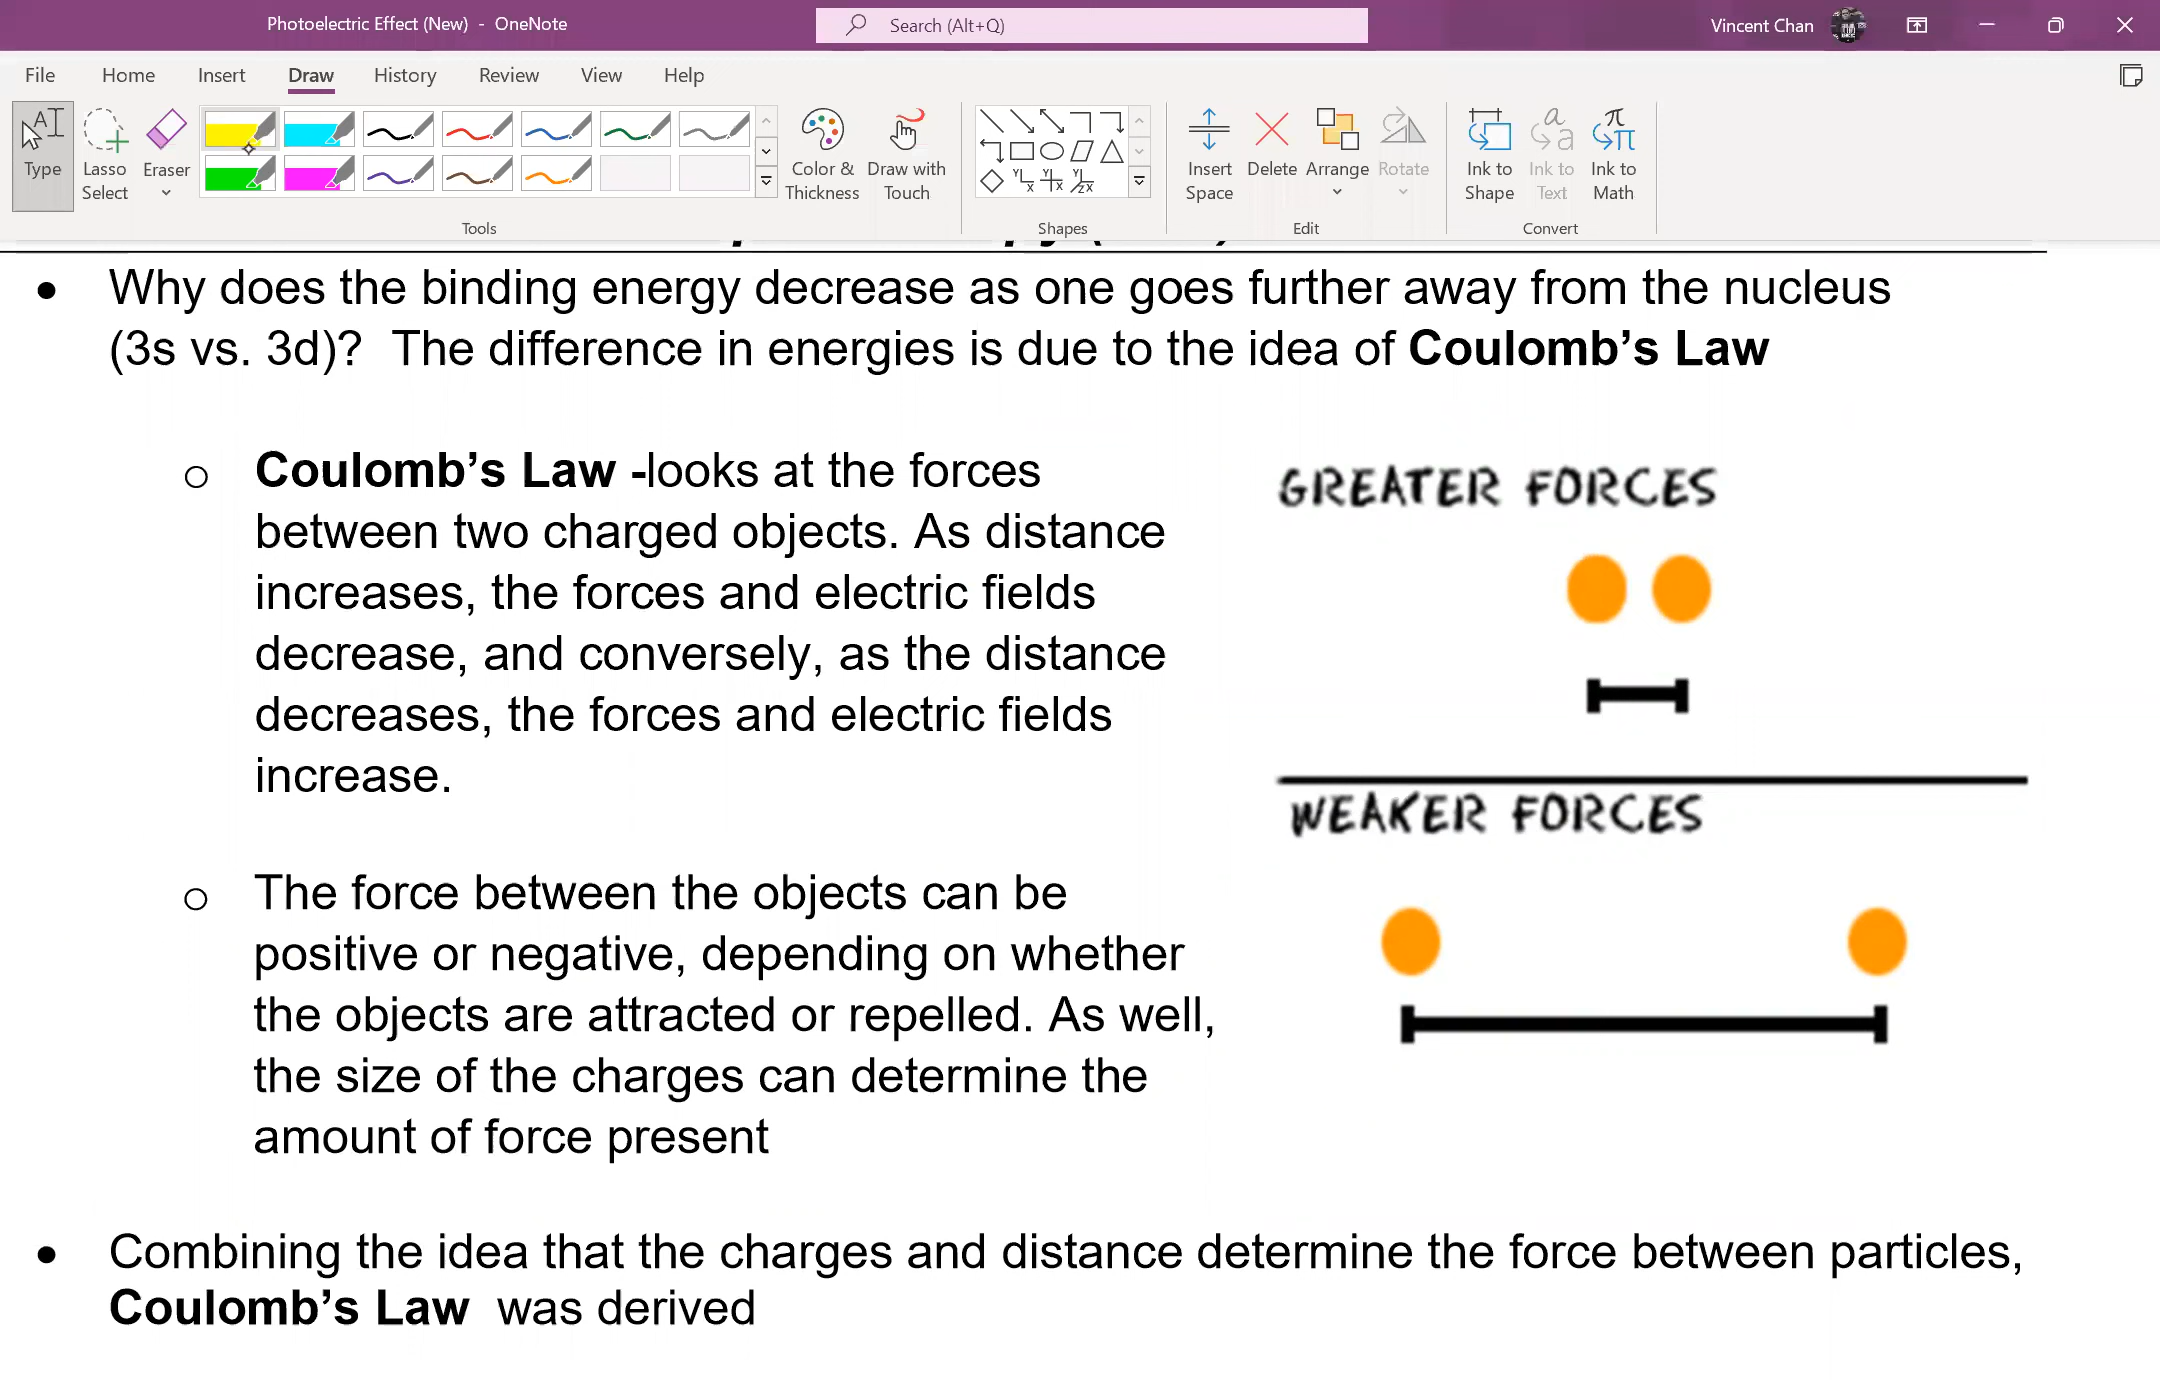 Photoelectric Effect (New) - OneNote
Search (Alt+Q)
Vincent Chan
File Home Insert Draw History Review View Help
Type
Lasso Select
Eraser
Color & Thickness
Draw with Touch
Insert Space
Delete
Arrange
Rotate
Ink to Shape
Ink to Text
Ink to Math
Tools
Shapes
Edit
Convert
• Why does the binding energy decrease as one goes further away from the nucleus
(3s vs. 3d)? The difference in energies is due to the idea of Coulomb’s Law
o Coulomb’s Law -looks at the forces
between two charged objects. As distance
increases, the forces and electric fields
decrease, and conversely, as the distance
decreases, the forces and electric fields
increase.
GREATER FORCES
WEAKER FORCES
o The force between the objects can be
positive or negative, depending on whether
the objects are attracted or repelled. As well,
the size of the charges can determine the
amount of force present
• Combining the idea that the charges and distance determine the force between particles,
Coulomb’s Law was derived